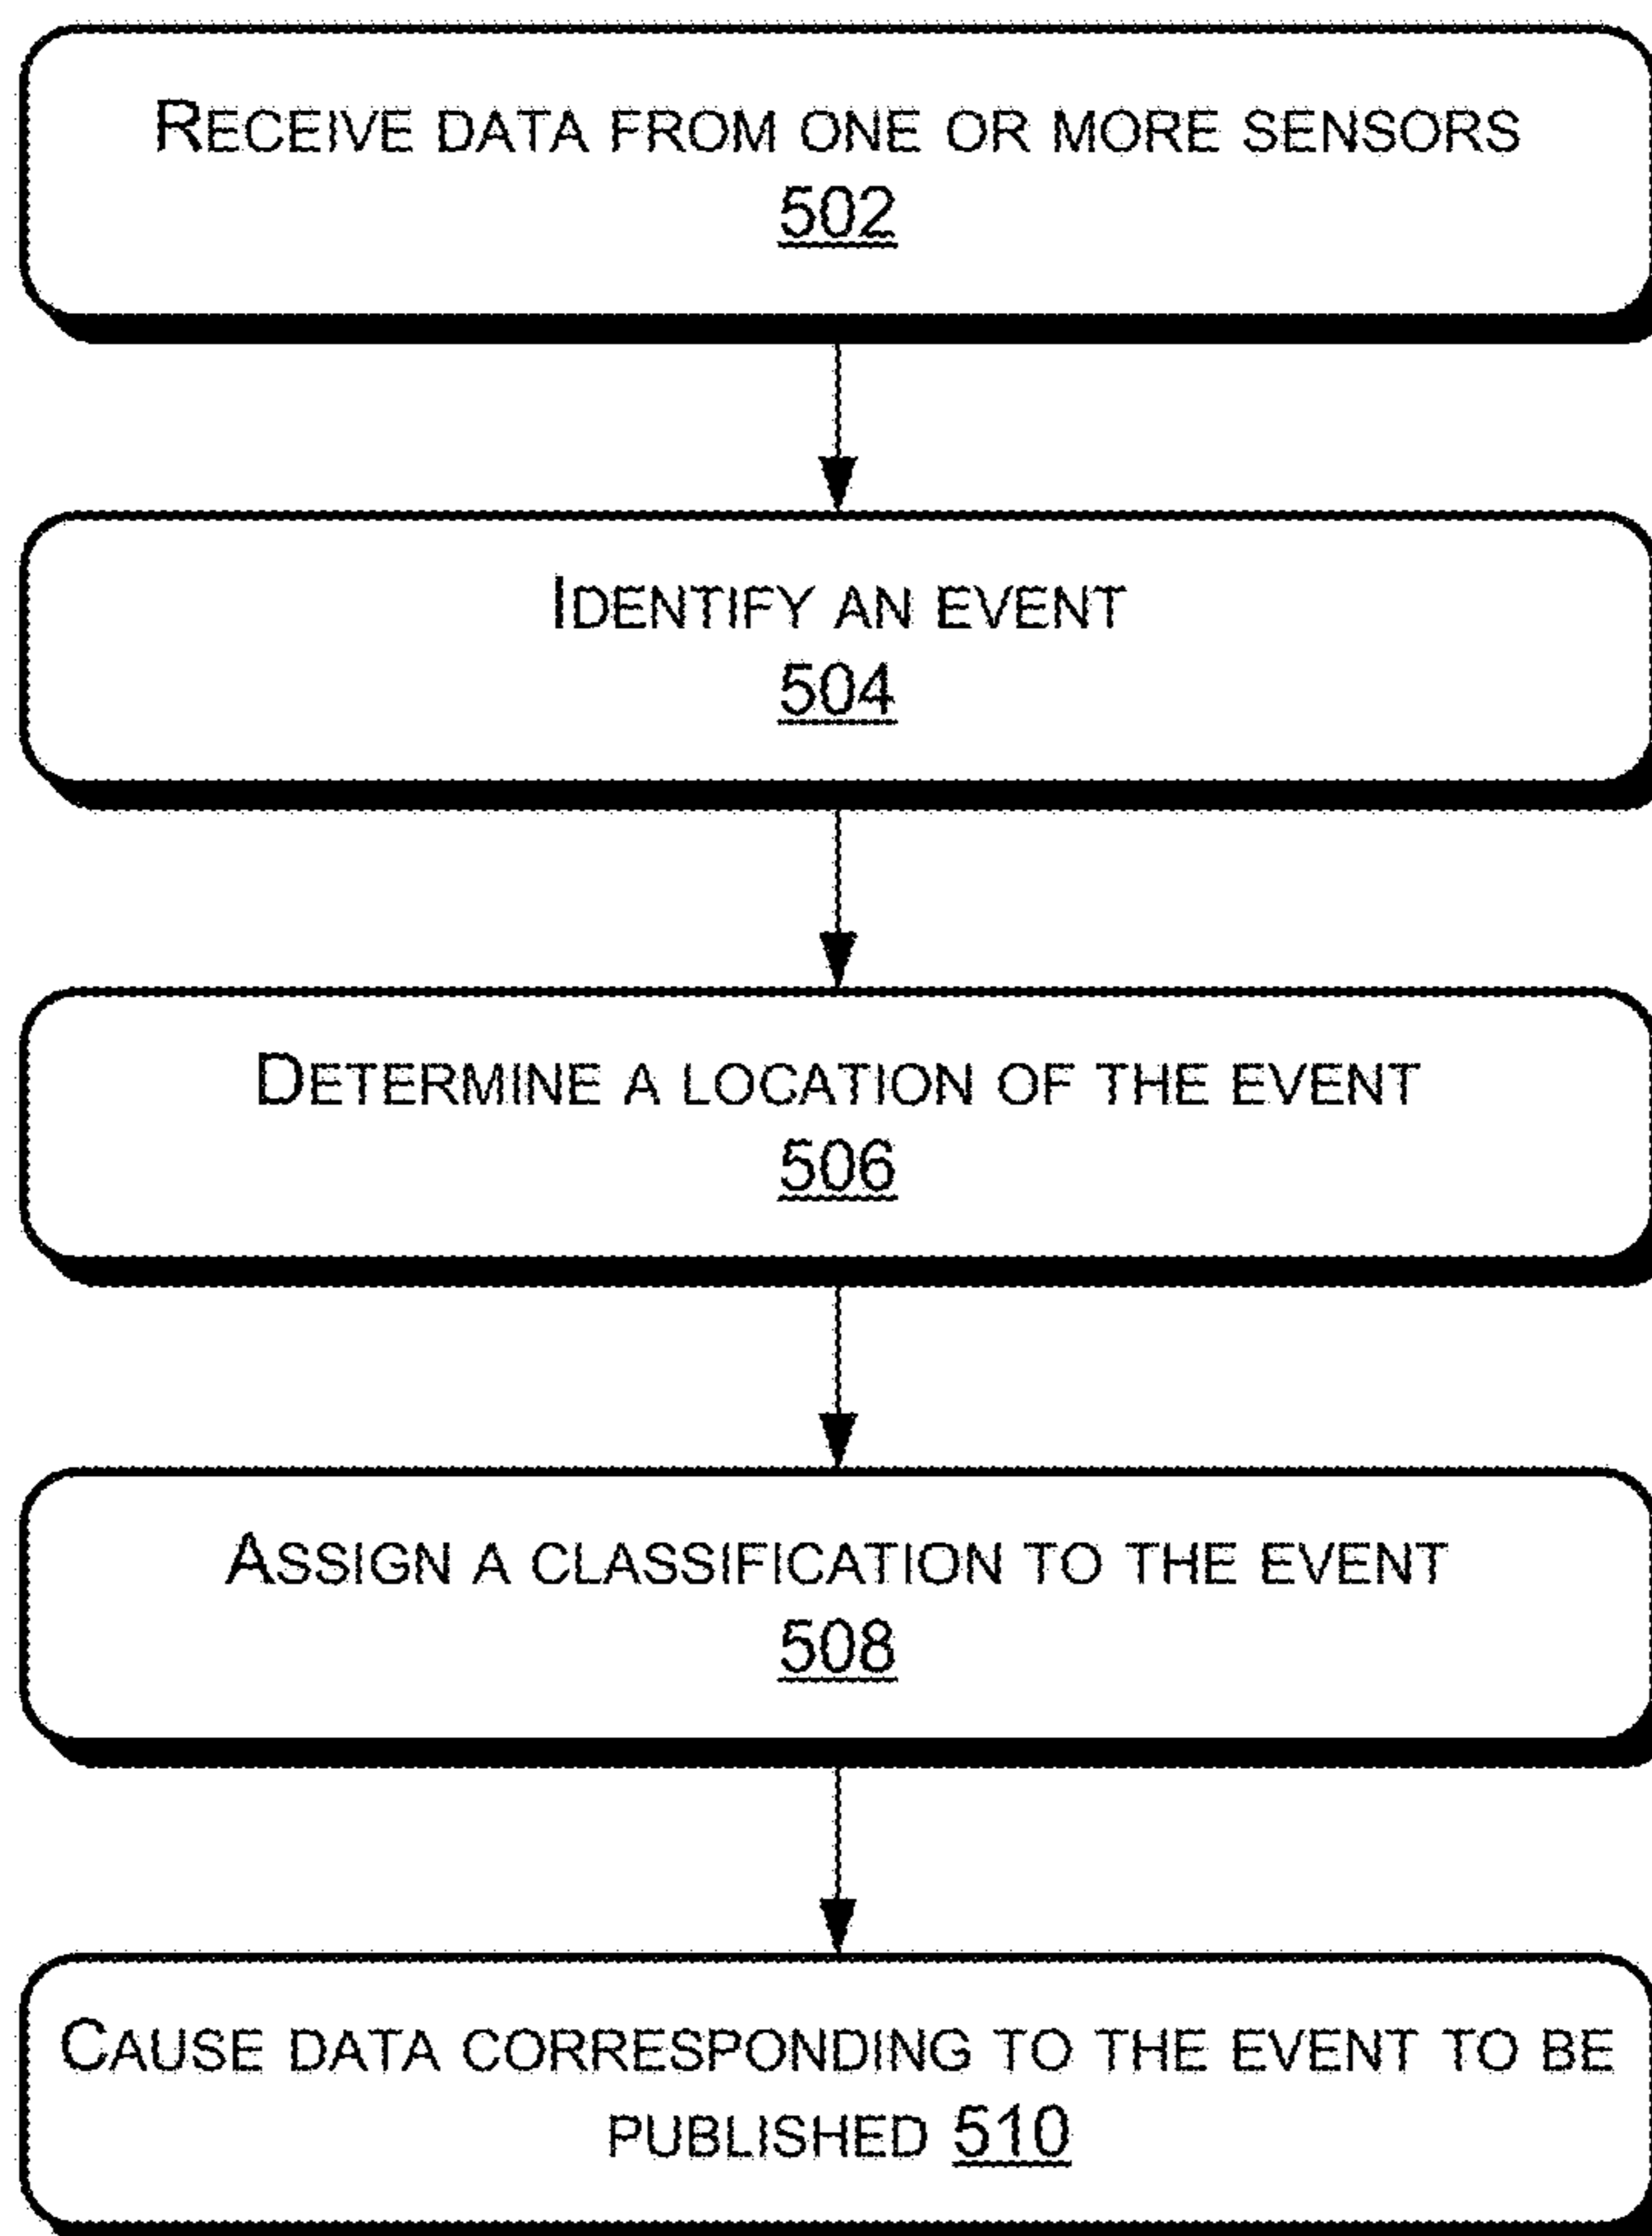 RECEIVE DATA FROM ONE OR MORE SENSORS
502
IDENTIFY AN EVENT
504
DETERMINE A LOCATION OF THE EVENT
506
ASSIGN A CLASSIFICATION TO THE EVENT
508
CAUSE DATA CORRESPONDING TO THE EVENT TO BE
PUBLISHED 510